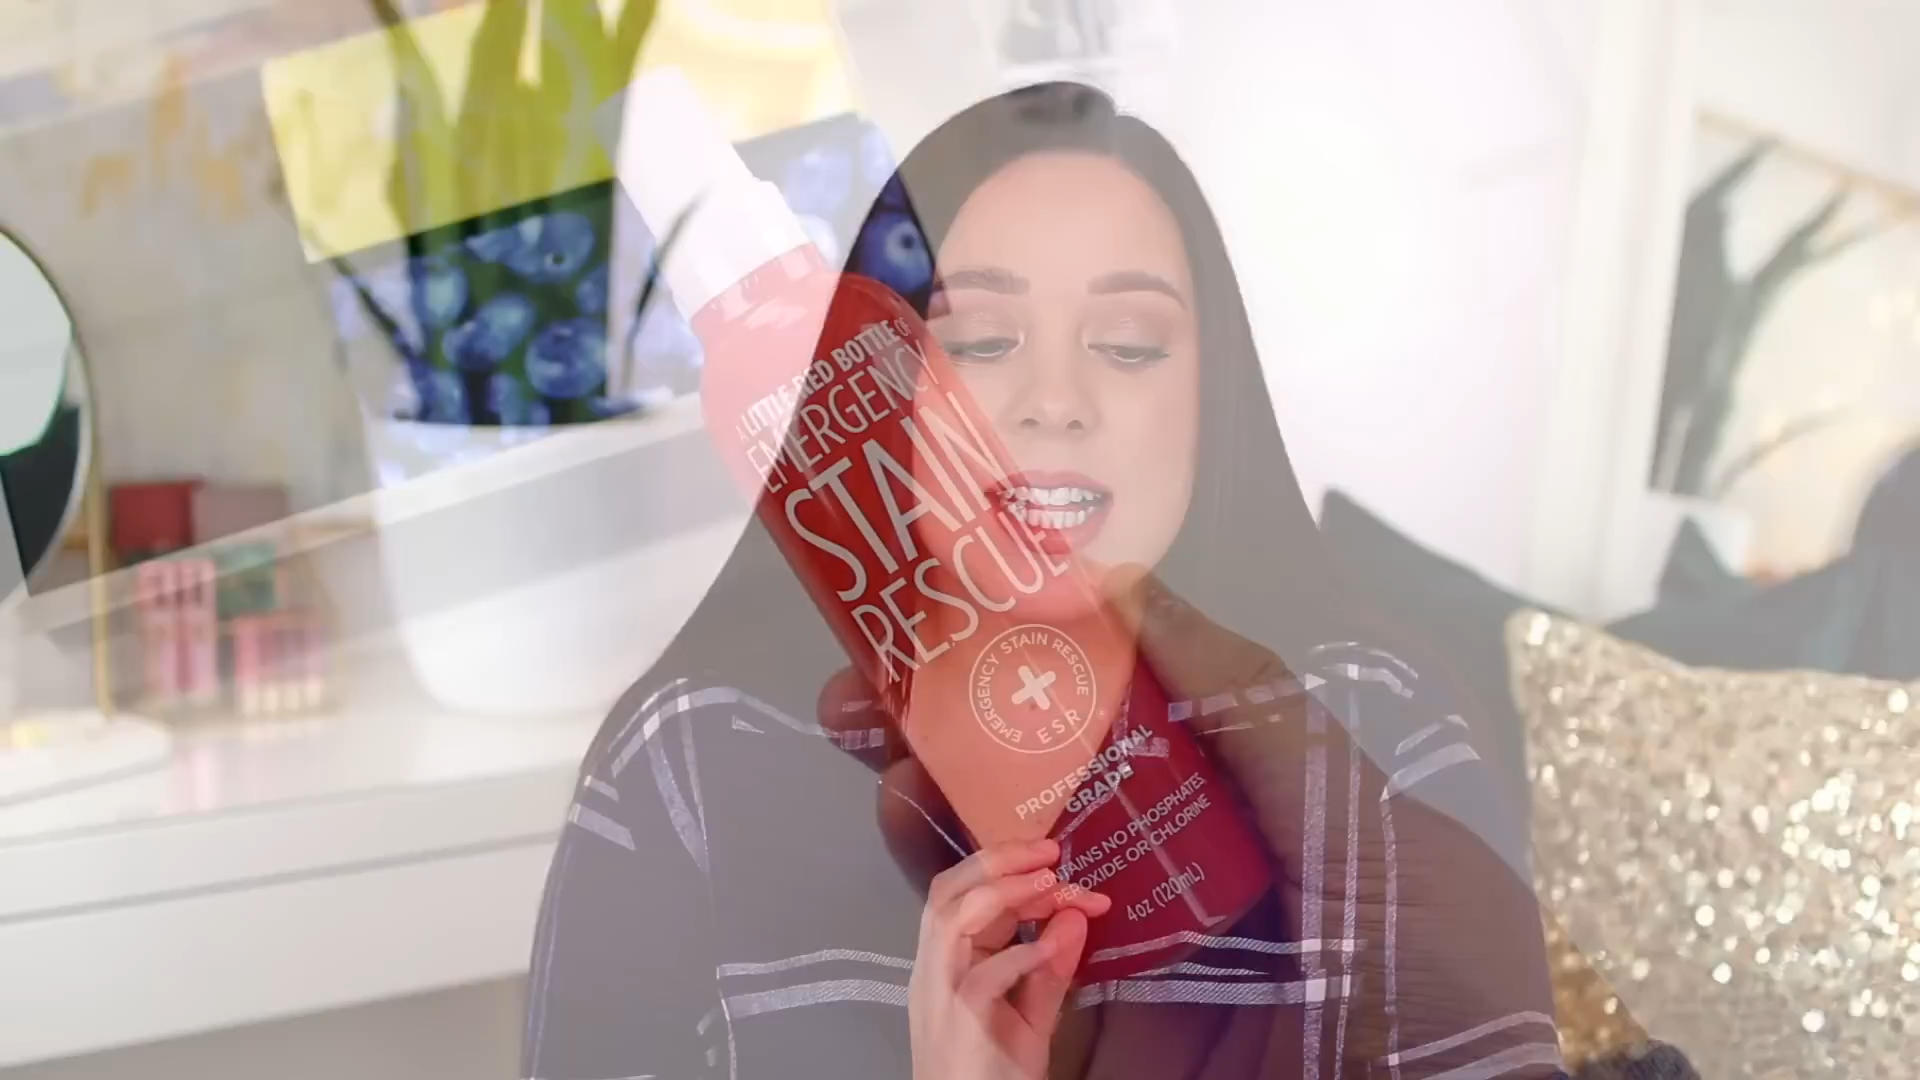 A LITTLE RED BOTTLE OF
EMERGENCY
STAIN
RESCUE
EMERGENCY STAIN RESCUE
ESR
PROFESSIONAL
GRADE
CONTAINS NO PHOSPHATES
PEROXIDE OR CHLORINE
4oz (120mL)